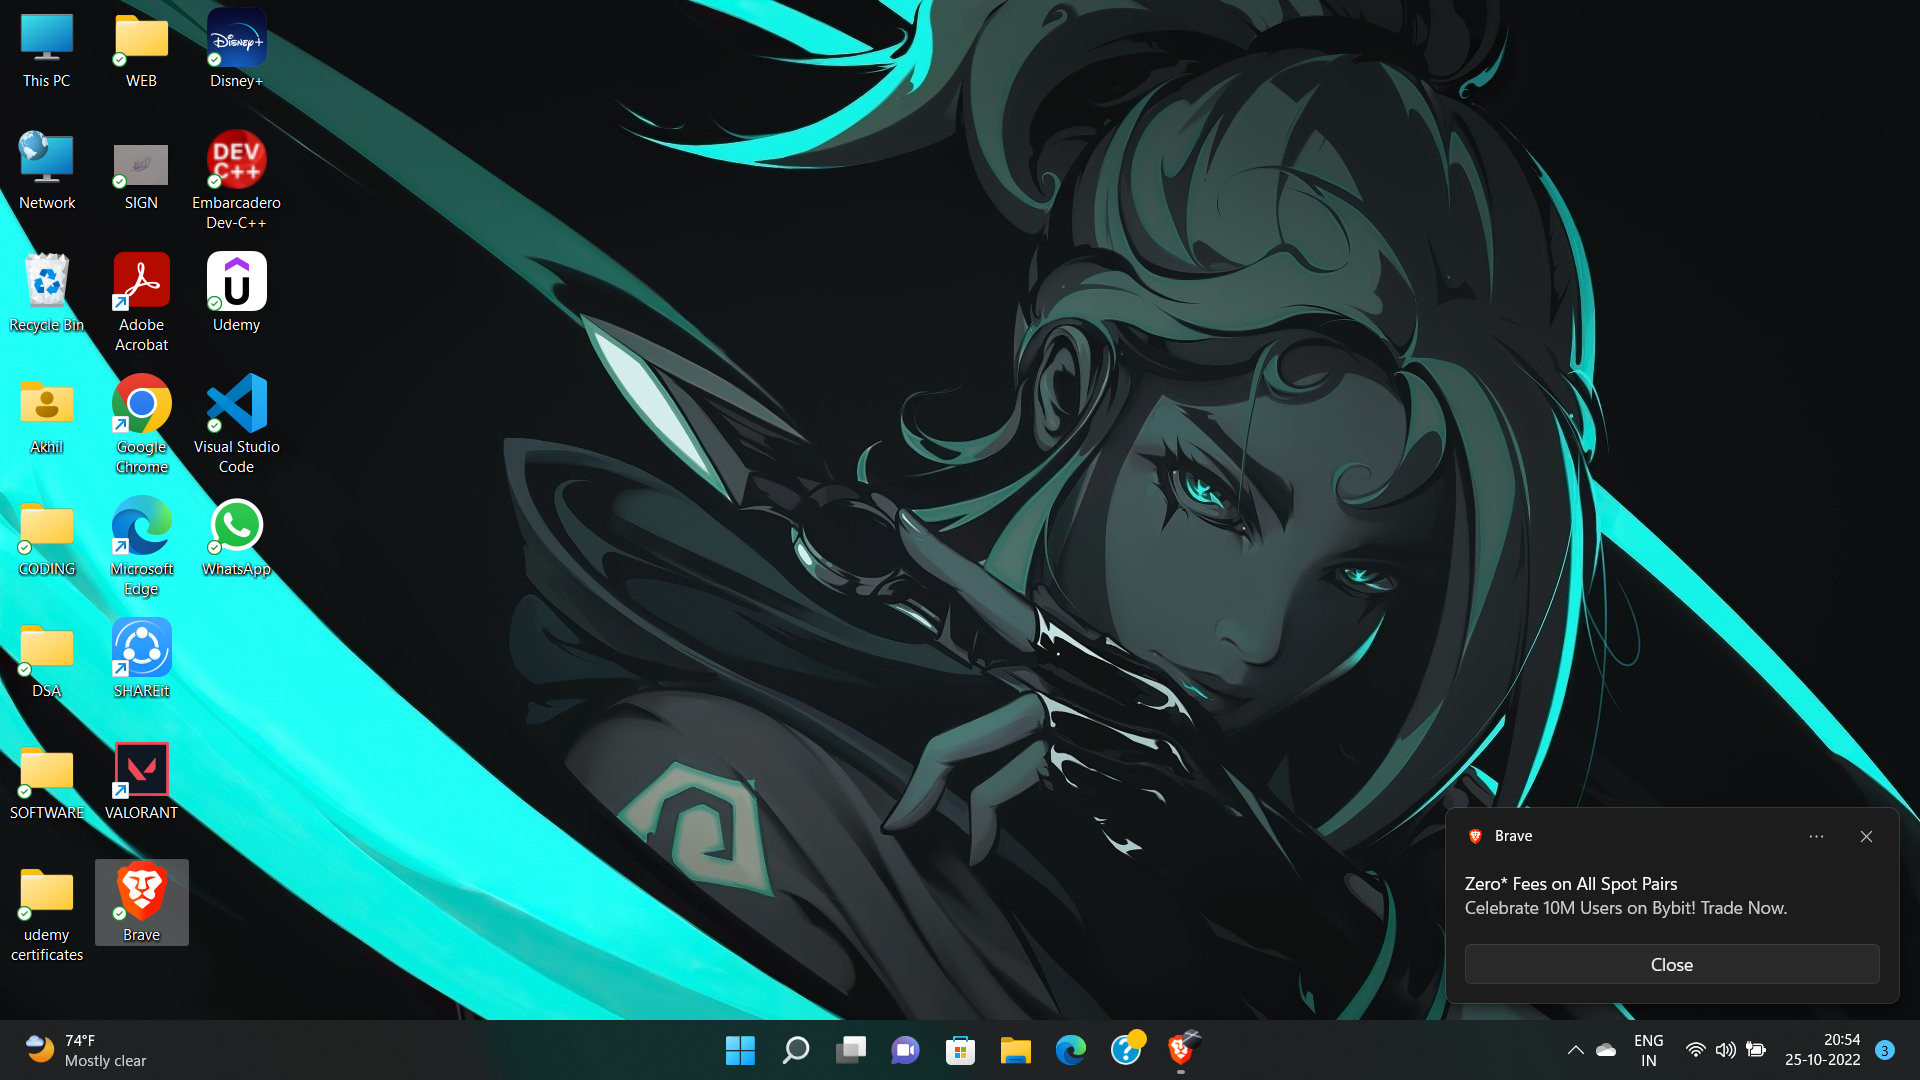 This PC
WEB
Disney+
Disney+
Network
SIGN
DEV
C++
Embarcadero
Dev-C++
Recycle Bin
Adobe
Acrobat
Udemy
Akhil
Google
Chrome
Visual Studio
Code
CODING
Microsoft
Edge
WhatsApp
DSA
SHAREit
SOFTWARE
VALORANT
udemy
certificates
Brave
Brave
Zero* Fees on All Spot Pairs
Celebrate 10M Users on Bybit! Trade Now.
Close
74°F
Mostly clear
ENG
IN
20:54
25-10-2022
3